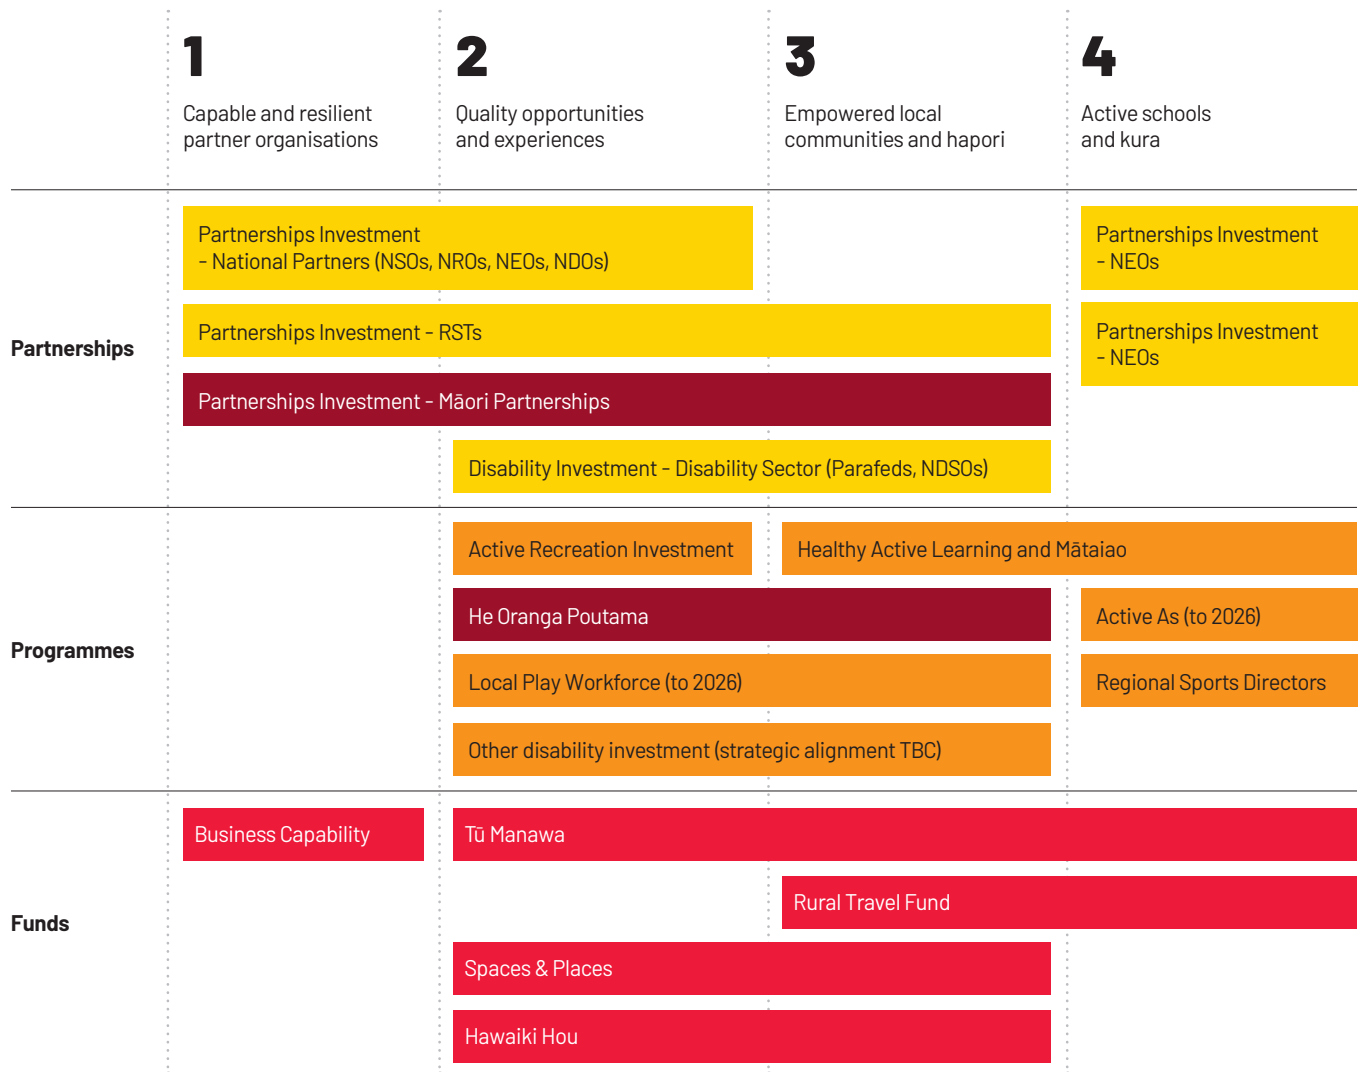 1
Capable and resilient
partner organisations
2
Quality opportunities
and experiences
3
Empowered local
communities and hapori
4
Active schools
and kura
Partnerships
Partnerships Investment
- National Partners (NSOs, NROs, NEOs, NDOs)
Partnerships Investment
- NEOs
Partnerships Investment - RSTs
Partnerships Investment
- NEOs
Partnerships Investment - Māori Partnerships
Disability Investment - Disability Sector (Parafeds, NDSOs)
Programmes
Active Recreation Investment
Healthy Active Learning and Mātaiao
He Oranga Poutama
Active As (to 2026)
Local Play Workforce (to 2026)
Regional Sports Directors
Other disability investment (strategic alignment TBC)
Funds
Business Capability
Tū Manawa
Rural Travel Fund
Spaces & Places
Hawaiki Hou